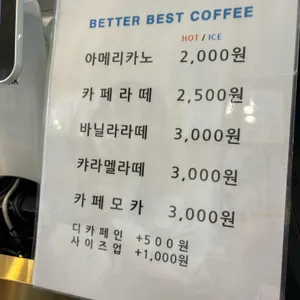 BETTER BEST COFFEE
HOT / ICE
아메리카노 2,000원
카페라떼 2,500원
바닐라라떼 3,000원
캬라멜라떼 3,000원
카페모카 3,000원
디카페인 +500원
사이즈업 +1,000원